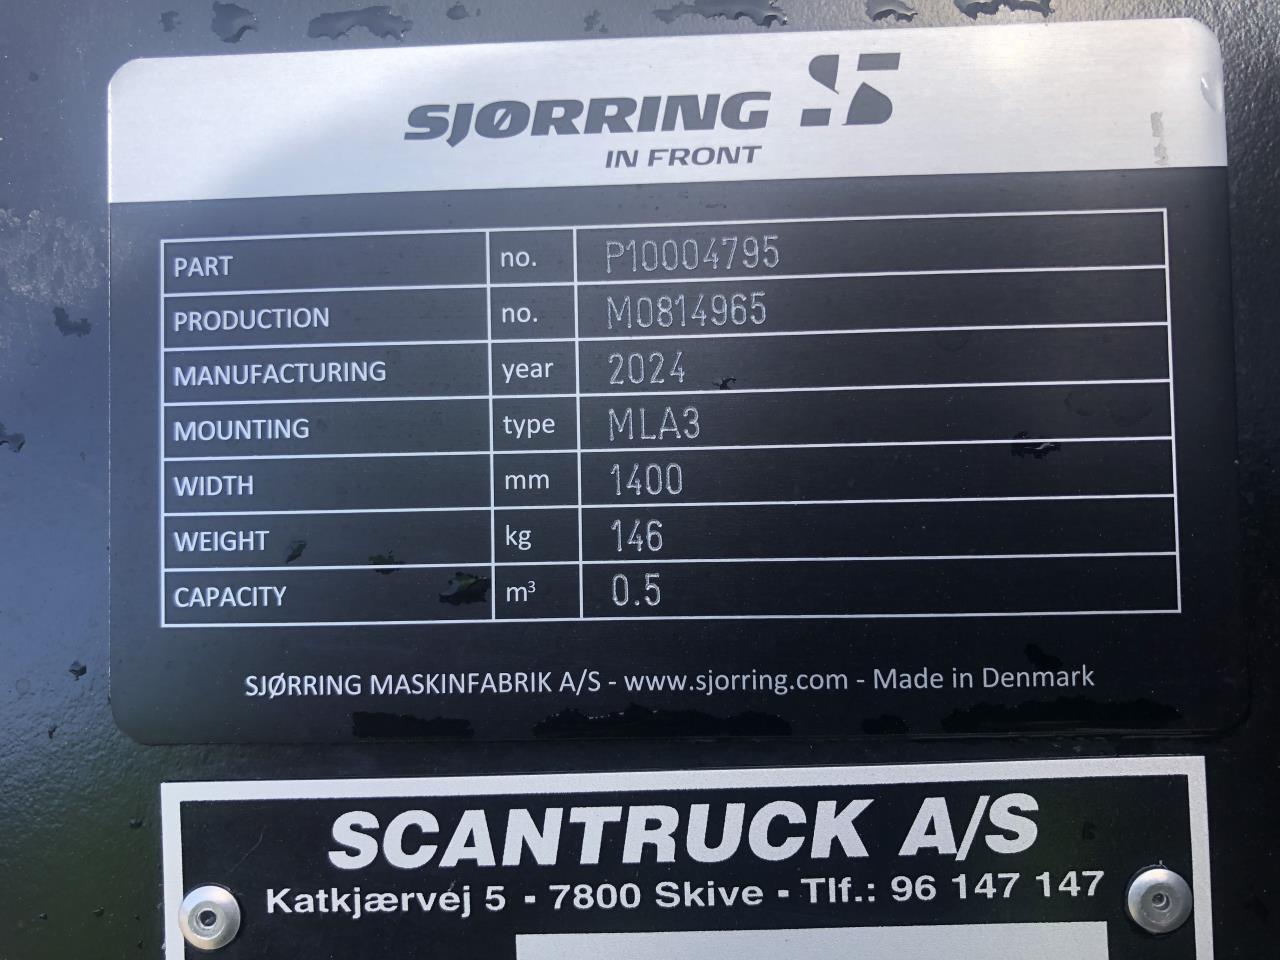 SJØRRING
IN FRONT
PART no. P10004795
PRODUCTION no. M0814965
MANUFACTURING year 2024
MOUNTING type MLA3
WIDTH mm 1400
WEIGHT kg 146
CAPACITY m³ 0.5
SJØRRING MASKINFABRIK A/S - www.sjorring.com - Made in Denmark
SCANTRUCK A/S
Katkjærvej 5 - 7800 Skive - Tlf.: 96 147 147